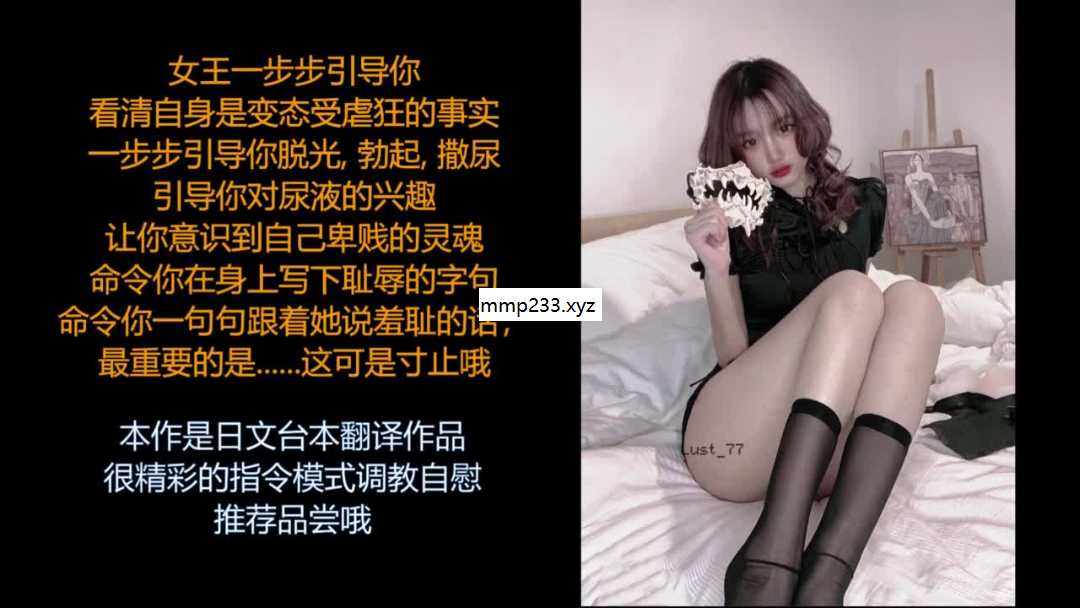 女王一步步引导你
看清自身是变态受虐狂的事实
一步步引导你脱光, 勃起, 撒尿
引导你对尿液的兴趣
让你意识到自己卑贱的灵魂
命令你在身上写下耻辱的字句
命令你一句句跟着她说羞耻的话，
最重要的是......这可是寸止哦
本作是日文台本翻译作品
很精彩的指令模式调教自慰
推荐品尝哦
mmp233.xyz
Lust_77